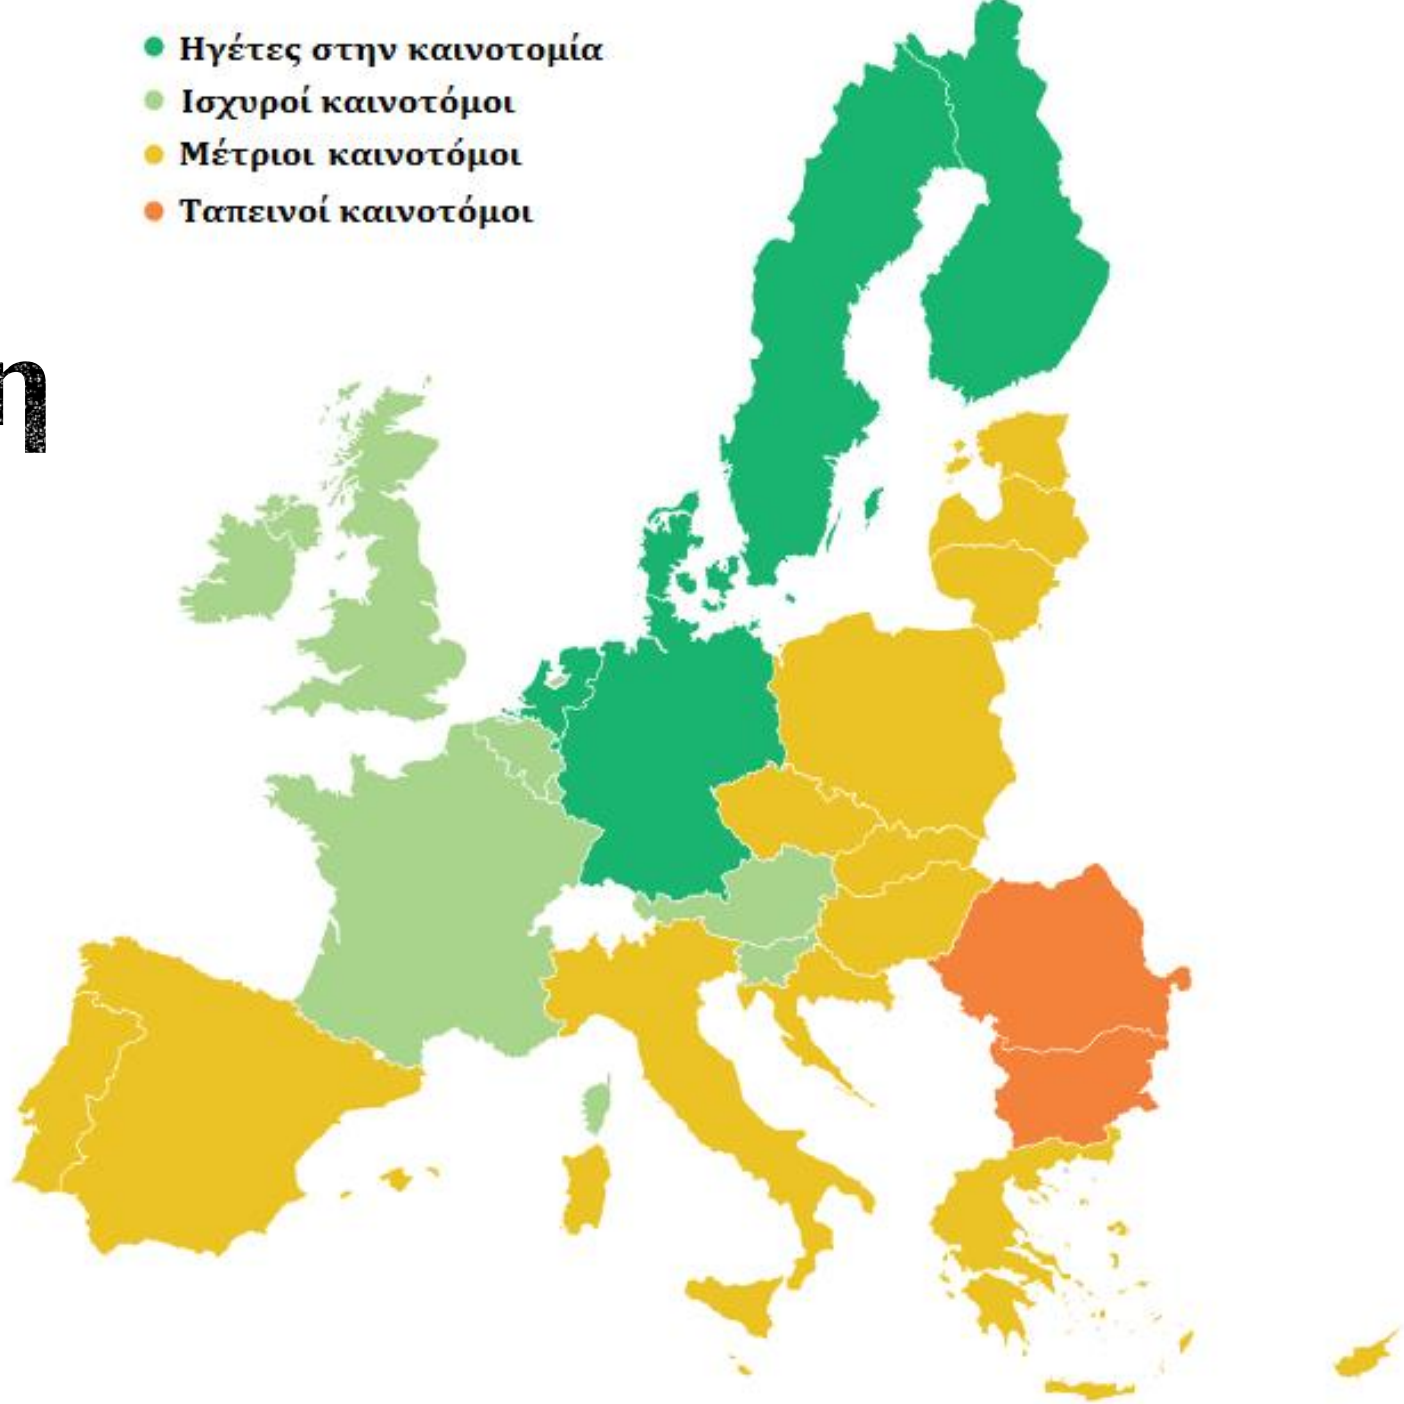 Ηγέτες στην καινοτομία
Ισχυροί καινοτόμοι
Μέτριοι καινοτόμοι
Ταπεινοί καινοτόμοι
η